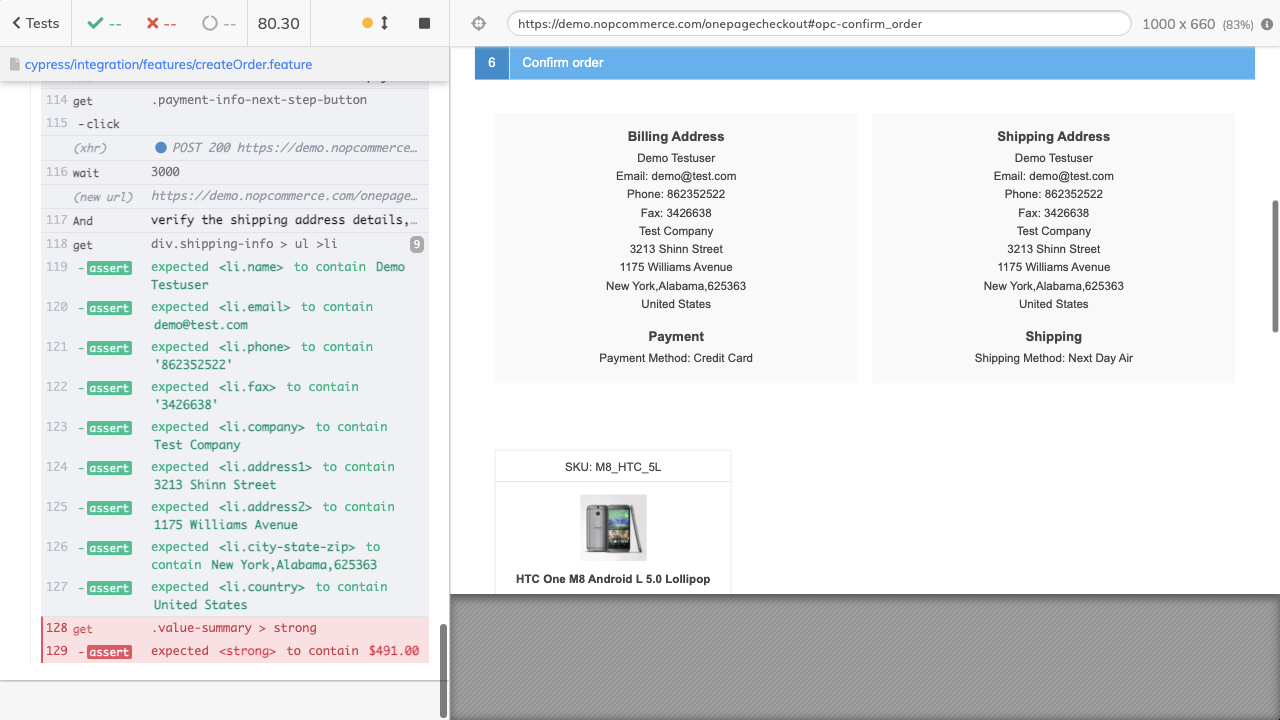 Tests
--
--
--
80.30
https://demo.nopcommerce.com/onepagecheckout#opc-confirm_order
1000 x 660 (83%)
cypress/integration/features/createOrder.feature
114 get .payment-info-next-step-button
115 -click
(xhr) POST 200 https://demo.nopcommerce…
116 wait 3000
(new url) https://demo.nopcommerce.com/onepage…
117 And verify the shipping address details,…
118 get div.shipping-info > ul >li 9
119 -assert expected <li.name> to contain Demo
Testuser
120 -assert expected <li.email> to contain
demo@test.com
121 -assert expected <li.phone> to contain
'862352522'
122 -assert expected <li.fax> to contain
'3426638'
123 -assert expected <li.company> to contain
Test Company
124 -assert expected <li.address1> to contain
3213 Shinn Street
125 -assert expected <li.address2> to contain
1175 Williams Avenue
126 -assert expected <li.city-state-zip> to
contain New York,Alabama,625363
127 -assert expected <li.country> to contain
United States
128 get .value-summary > strong
129 -assert expected <strong> to contain $491.00
6 Confirm order
Billing Address
Demo Testuser
Email: demo@test.com
Phone: 862352522
Fax: 3426638
Test Company
3213 Shinn Street
1175 Williams Avenue
New York,Alabama,625363
United States
Payment
Payment Method: Credit Card
Shipping Address
Demo Testuser
Email: demo@test.com
Phone: 862352522
Fax: 3426638
Test Company
3213 Shinn Street
1175 Williams Avenue
New York,Alabama,625363
United States
Shipping
Shipping Method: Next Day Air
SKU: M8_HTC_5L
HTC One M8 Android L 5.0 Lollipop